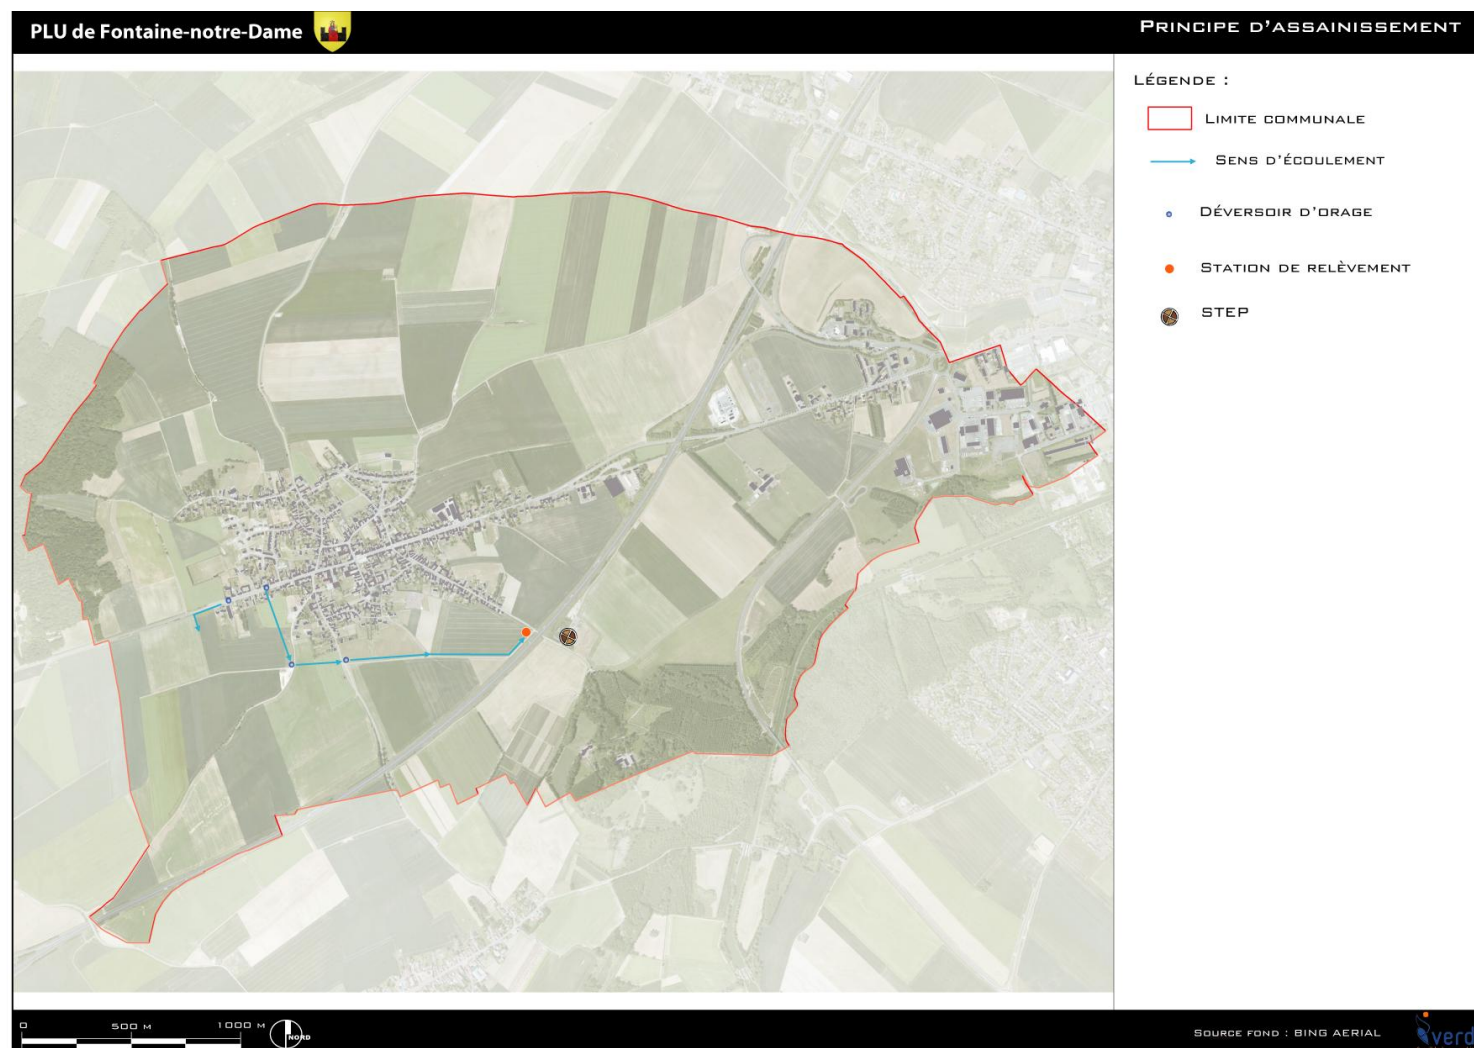 PLU de Fontaine-notre-Dame
PRINCIPE D'ASSAINISSEMENT
LÉGENDE :
LIMITE COMMUNALE
SENS D'ÉCOULEMENT
DÉVERSOIR D'ORAGE
STATION DE RELÈVEMENT
STEP
0 500 M 1000 M
NORD
SOURCE FOND : BING AERIAL
verd